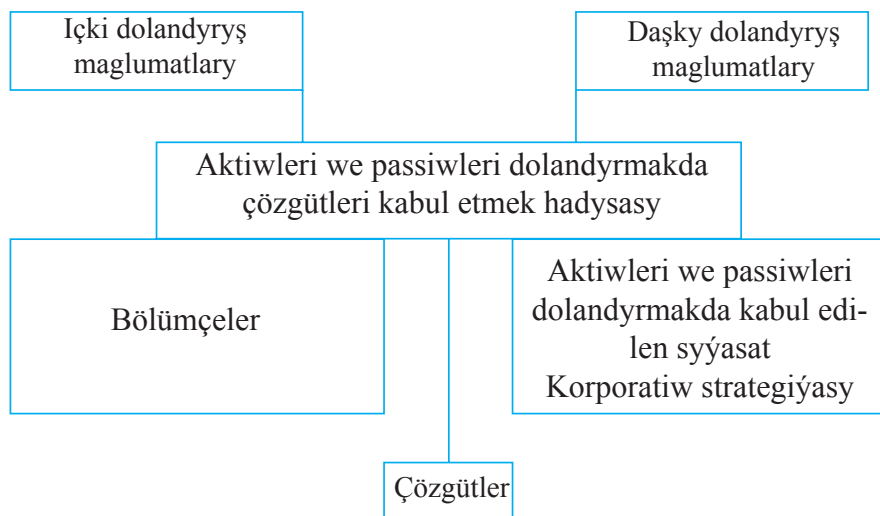 Içki dolandyryş
maglumatlary
Daşky dolandyryş
maglumatlary
Aktiwleri we passiwleri dolandyrmakda
çözgütleri kabul etmek hadysasy
Bölümçeler
Aktiwleri we passiwleri
dolandyrmakda kabul edi-
len syýasat
Korporatiw strategiýasy
Çözgütler